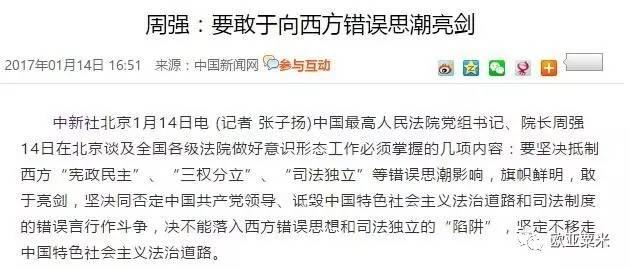 周强：要敢于向西方错误思潮亮剑
2017年01月14日 16:51 来源：中国新闻网 参与互动
中新社北京1月14日电 (记者 张子扬)中国最高人民法院党组书记、院长周强
14日在北京谈及全国各级法院做好意识形态工作必须掌握的几项内容：要坚决抵制
西方“宪政民主”、“三权分立”、“司法独立”等错误思潮影响，旗帜鲜明，敢
于亮剑，坚决同否定中国共产党领导、诋毁中国特色社会主义法治道路和司法制度
的错误言行作斗争，决不能落入西方错误思想和司法独立的“陷阱”，坚定不移走
中国特色社会主义法治道路。
欧亚粟米